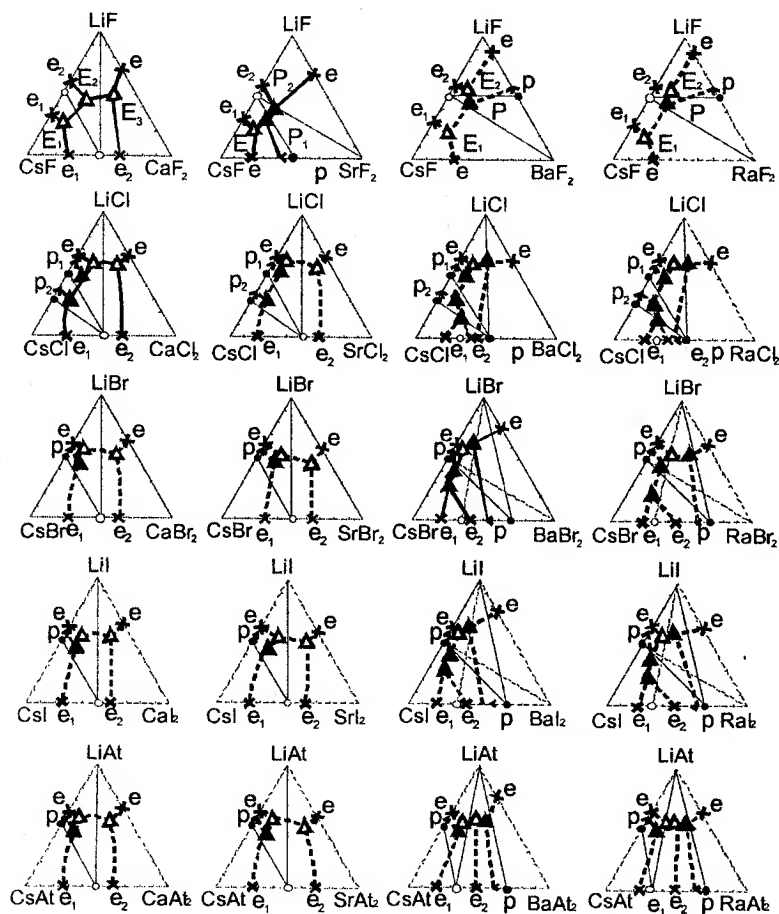 LiF LiF LiF LiF
e₂ E₂ e e₂ P₂ e e₂ E₂ e p e₂ E₂ e p
e₁ E₁ E₃ e₁ E P₁ e₁ E₁ P e E₁ P
CsF e₁ e₂ CaF₂ CsF e p SrF₂ CsF e BaF₂ CsF e RaF₂
LiCl LiCl LiCl LiCl
p₁ e e p₁ e e p₁ e e p₁ e e
p₂ p₂ p₂ p₂
CsCl e₁ e₂ CaCl₂ CsCl e₁ e₂ SrCl₂ CsCl e₁ e₂ p BaCl₂ CsCl e₁ e₂ p RaCl₂
LiBr LiBr LiBr LiBr
p e e p e e p e e p e e
CsBr e₁ e₂ CaBr₂ CsBr e₁ e₂ SrBr₂ CsBr e₁ e₂ p BaBr₂ CsBr e₁ e₂ p RaBr₂
LiI LiI LiI LiI
p e e p e e p e e p e e
CsI e₁ e₂ CaI₂ CsI e₁ e₂ SrI₂ CsI e₁ e₂ p BaI₂ CsI e₁ e₂ p RaI₂
LiAt LiAt LiAt LiAt
p e e p e e p e e p e e
CsAt e₁ e₂ CaAt₂ CsAt e₁ e₂ SrAt₂ CsAt e₁ e₂ p BaAt₂ CsAt e₁ e₂ p RaAt₂